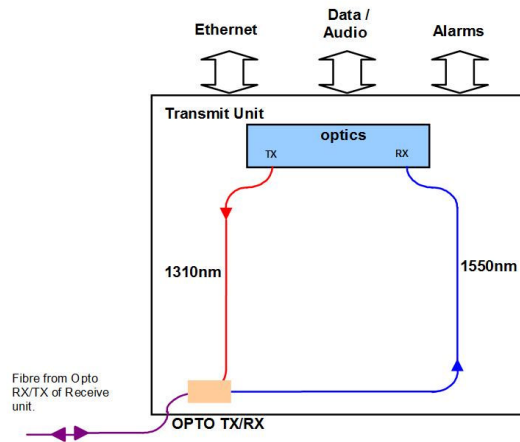 Ethernet
Data /
Audio
Alarms
Transmit Unit
optics
TX
RX
1310nm
1550nm
Fibre from Opto
RX/TX of Receive
unit.
OPTO TX/RX